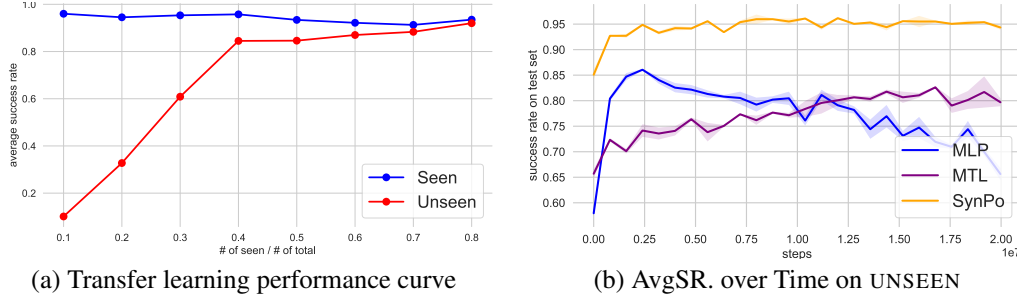 1.0
0.8
0.6
0.4
0.2
average success rate
Seen
Unseen
0.1 0.2 0.3 0.4 0.5 0.6 0.7 0.8
# of seen / # of total
(a) Transfer learning performance curve
0.95
0.90
0.85
0.80
0.75
0.70
0.65
0.60
success rate on test set
MLP
MTL
SynPo
0.00 0.25 0.50 0.75 1.00 1.25 1.50 1.75 2.00
steps
1e7
(b) AvgSR. over Time on UNSEEN